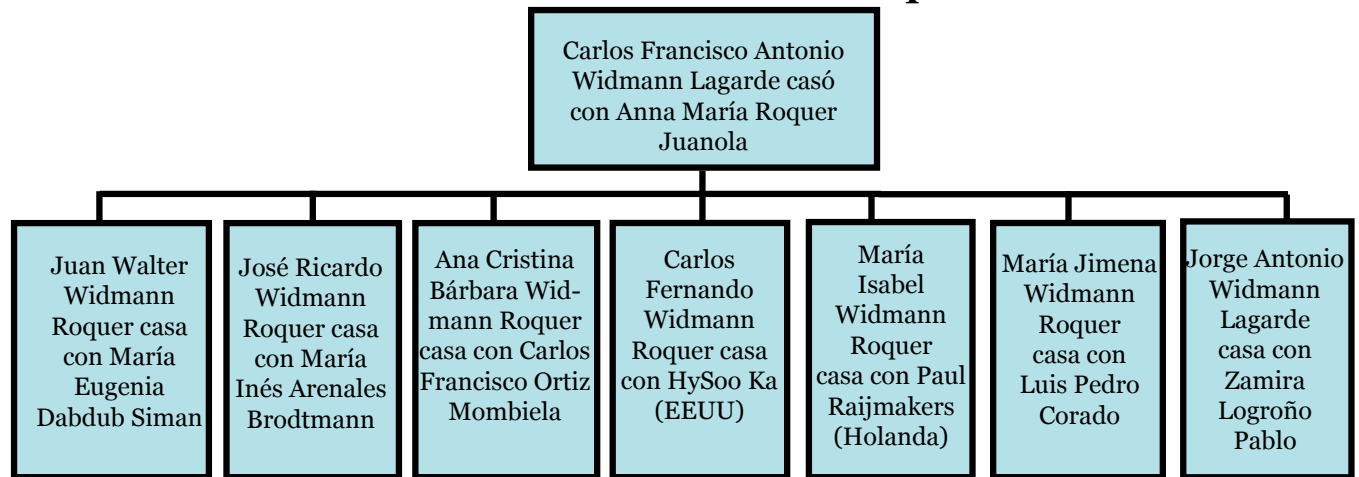 Carlos Francisco Antonio
Widmann Lagarde casó
con Anna María Roquer
Juanola
Juan Walter
Widmann
Roquer casa
con María
Eugenia
Dabdub Siman
José Ricardo
Widmann
Roquer casa
con María
Inés Arenales
Brodtmann
Ana Cristina
Bárbara Wid-
mann Roquer
casa con Carlos
Francisco Ortiz
Mombiela
Carlos
Fernando
Widmann
Roquer casa
con HySoo Ka
(EEUU)
María
Isabel
Widmann
Roquer
casa con Paul
Raijmakers
(Holanda)
María Jimena
Widmann
Roquer
casa con
Luis Pedro
Corado
Jorge Antonio
Widmann
Lagarde
casa con
Zamira
Logroño
Pablo